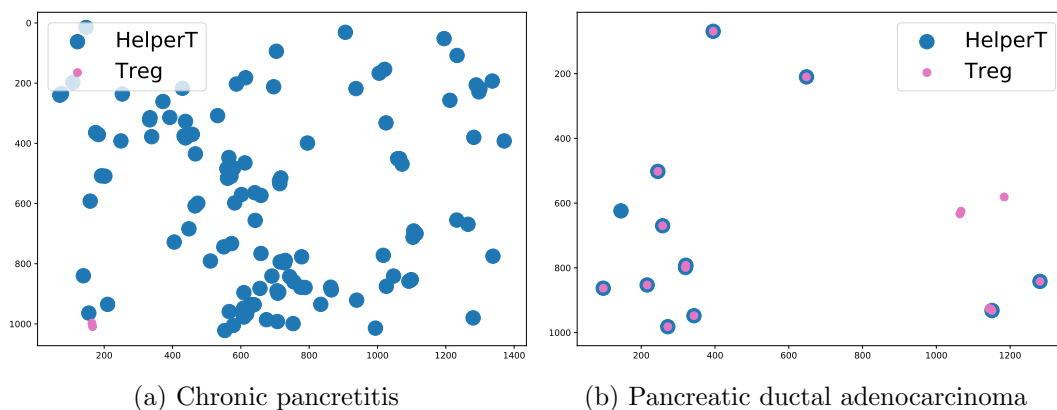 HelperT
Treg
0
200
400
600
800
1000
200 400 600 800 1000 1200 1400
(a) Chronic pancretitis
HelperT
Treg
200
400
600
800
1000
200 400 600 800 1000 1200
(b) Pancreatic ductal adenocarcinoma